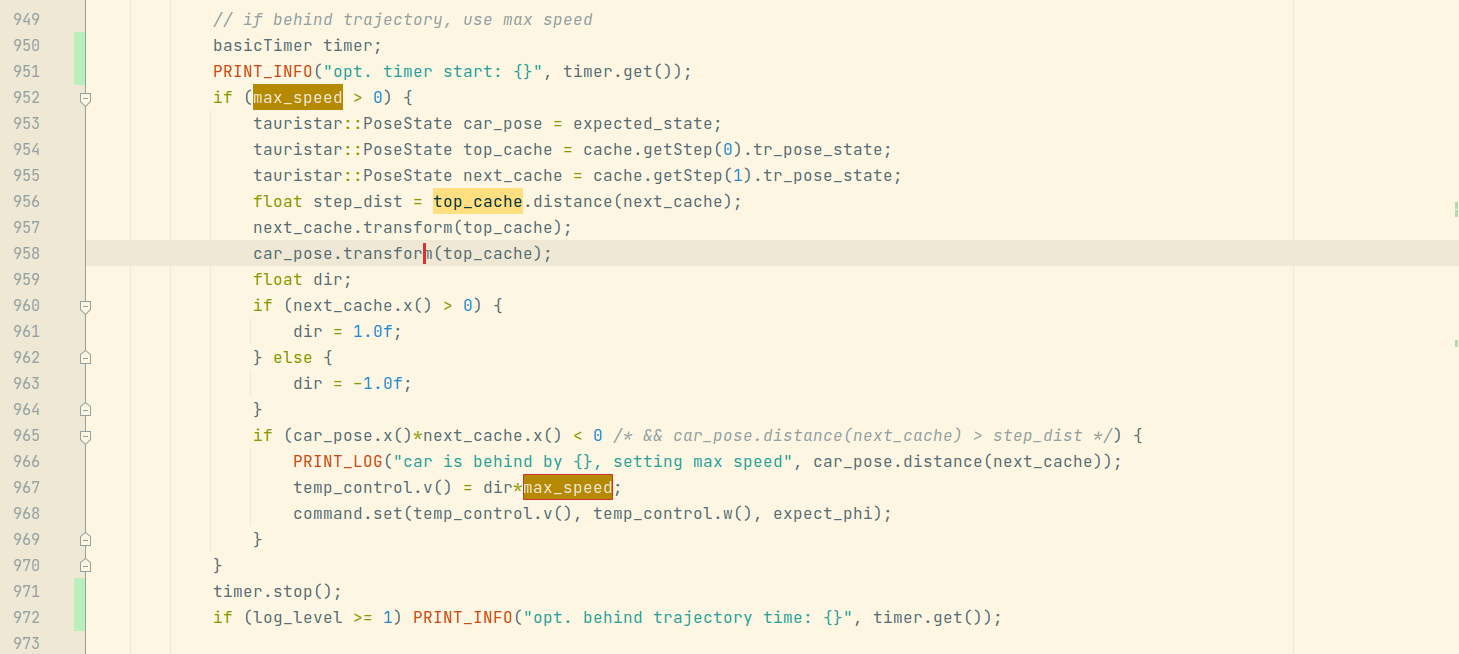 949 // if behind trajectory, use max speed
950 basicTimer timer;
951 PRINT_INFO("opt. timer start: {}", timer.get());
952 if (max_speed > 0) {
953 tauristar::PoseState car_pose = expected_state;
954 tauristar::PoseState top_cache = cache.getStep(0).tr_pose_state;
955 tauristar::PoseState next_cache = cache.getStep(1).tr_pose_state;
956 float step_dist = top_cache.distance(next_cache);
957 next_cache.transform(top_cache);
958 car_pose.transform(top_cache);
959 float dir;
960 if (next_cache.x() > 0) {
961 dir = 1.0f;
962 } else {
963 dir = -1.0f;
964 }
965 if (car_pose.x()*next_cache.x() < 0 /* && car_pose.distance(next_cache) > step_dist */) {
966 PRINT_LOG("car is behind by {}, setting max speed", car_pose.distance(next_cache));
967 temp_control.v() = dir*max_speed;
968 command.set(temp_control.v(), temp_control.w(), expect_phi);
969 }
970 }
971 timer.stop();
972 if (log_level >= 1) PRINT_INFO("opt. behind trajectory time: {}", timer.get());
973